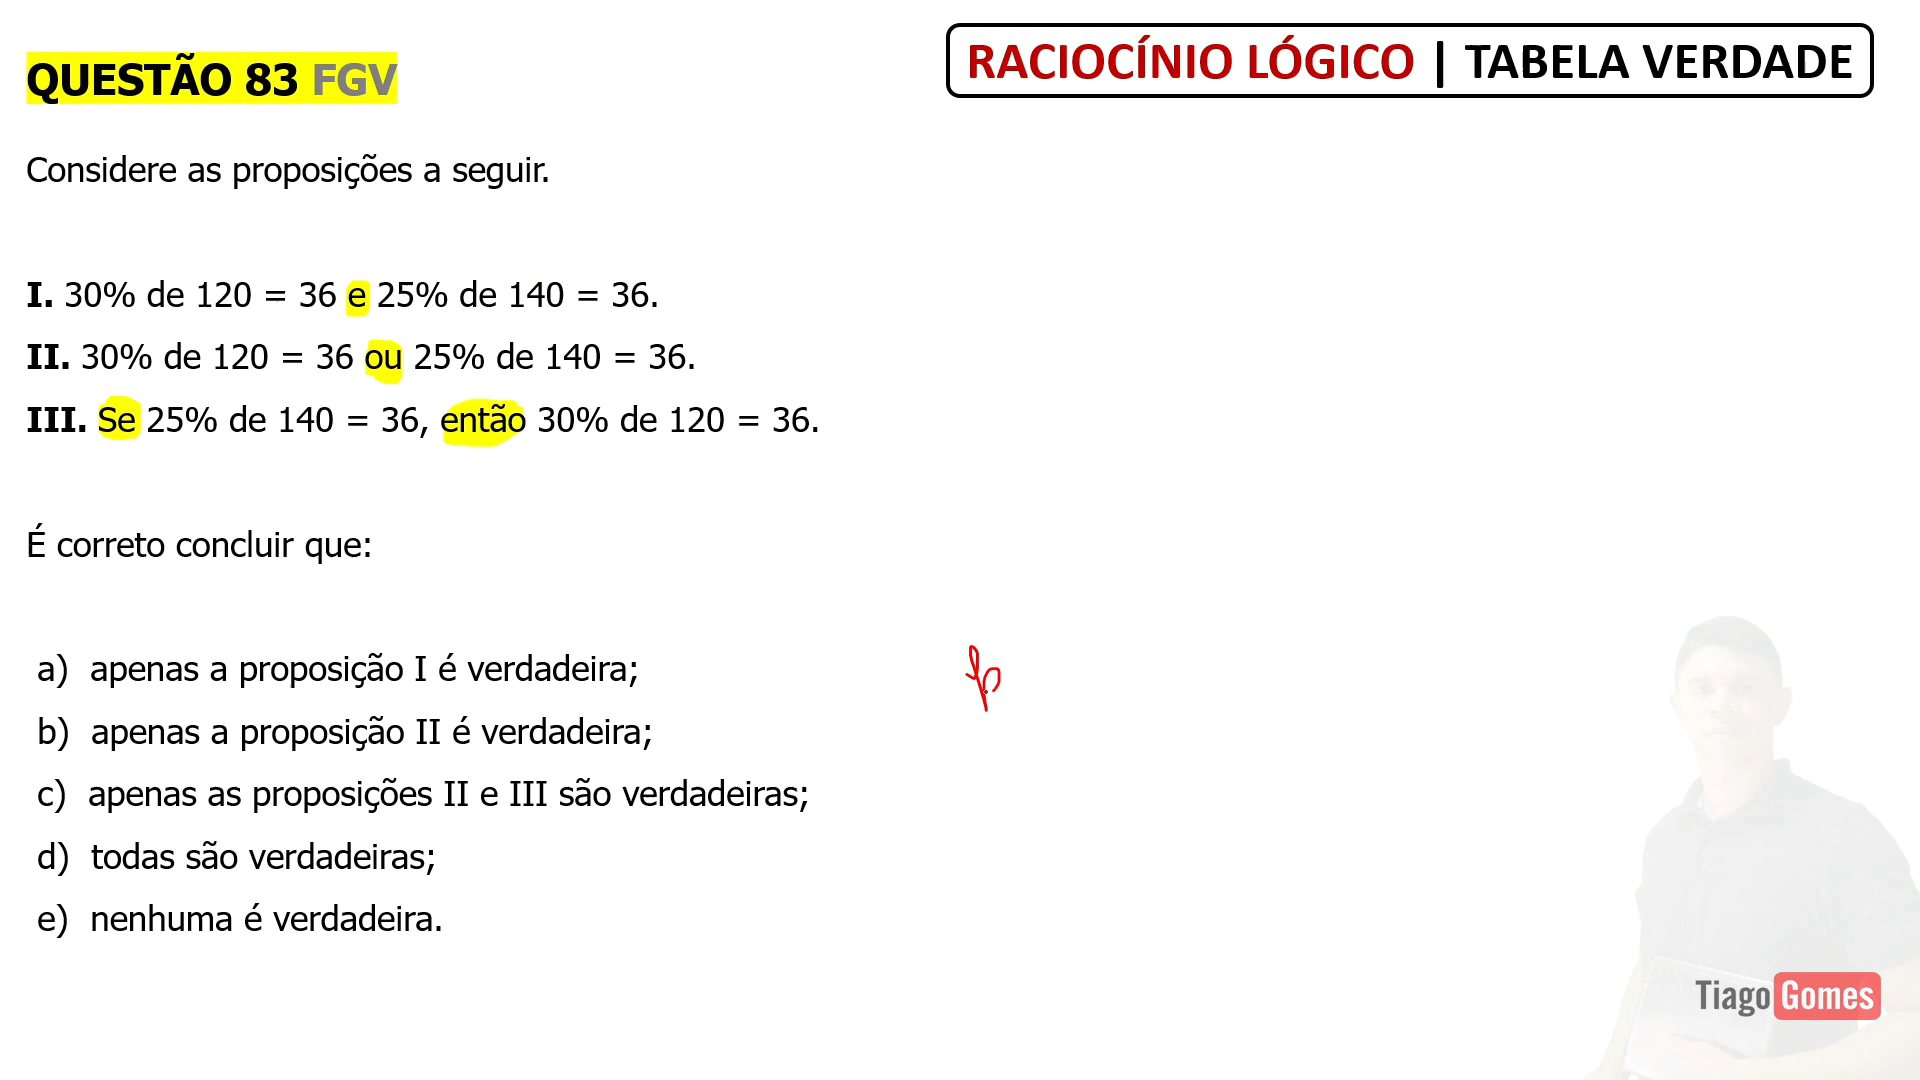 QUESTÃO 83 FGV
RACIOCÍNIO LÓGICO | TABELA VERDADE
Considere as proposições a seguir.
I. 30% de 120 = 36 e 25% de 140 = 36.
II. 30% de 120 = 36 ou 25% de 140 = 36.
III. Se 25% de 140 = 36, então 30% de 120 = 36.
É correto concluir que:
a) apenas a proposição I é verdadeira;
b) apenas a proposição II é verdadeira;
c) apenas as proposições II e III são verdadeiras;
d) todas são verdadeiras;
e) nenhuma é verdadeira.
Tiago Gomes